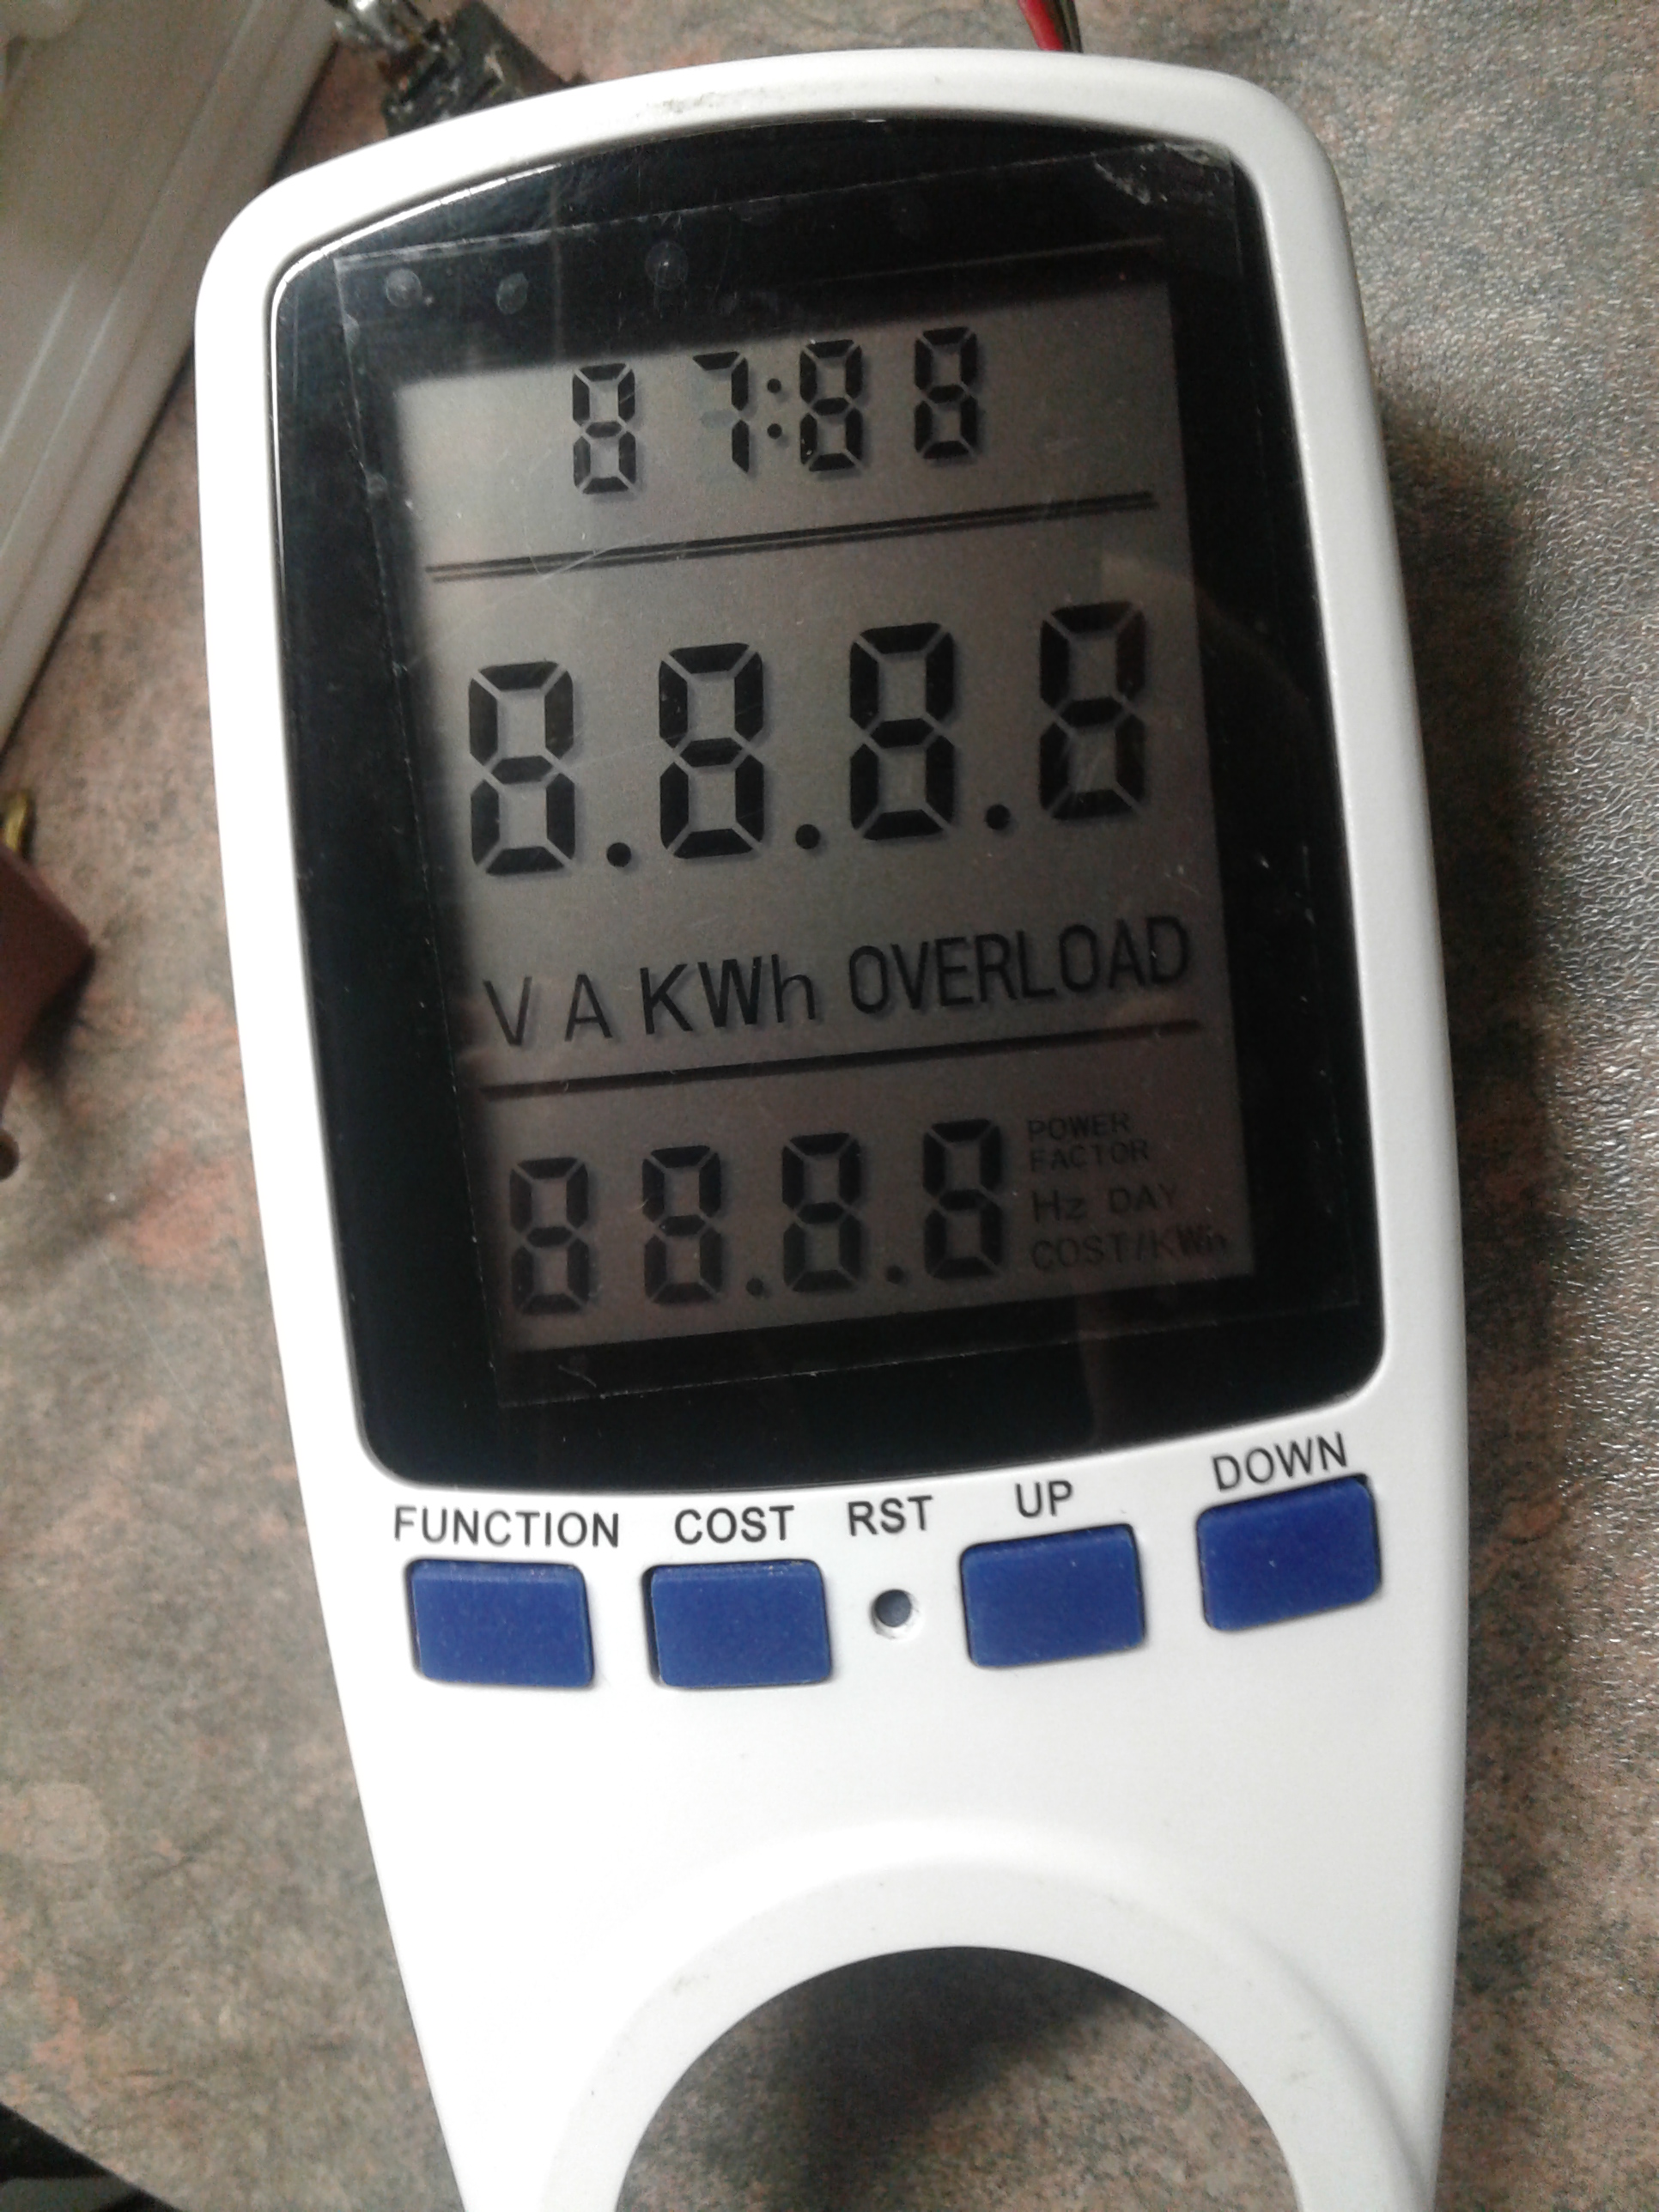 87:88
8.8.8.8
V A KWh OVERLOAD
88.8.8
POWER
FACTOR
Hz DAY
COST/KWh
FUNCTION COST RST UP DOWN